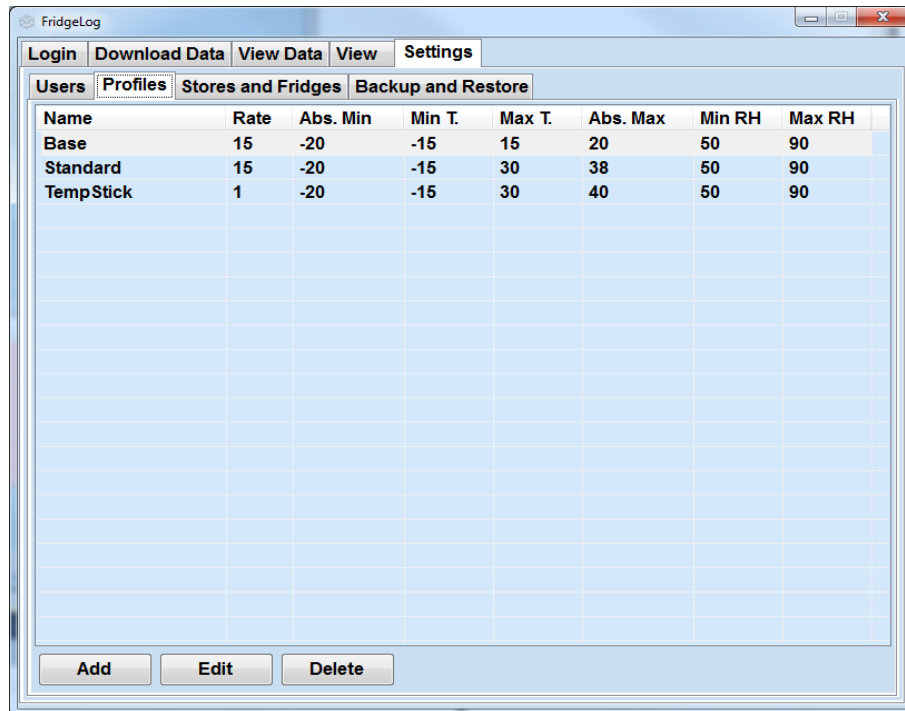 FridgeLog
Login Download Data View Data View Settings
Users Profiles Stores and Fridges Backup and Restore
Name Rate Abs. Min Min T. Max T. Abs. Max Min RH Max RH
Base 15 -20 -15 15 20 50 90
Standard 15 -20 -15 30 38 50 90
TempStick 1 -20 -15 30 40 50 90
Add Edit Delete